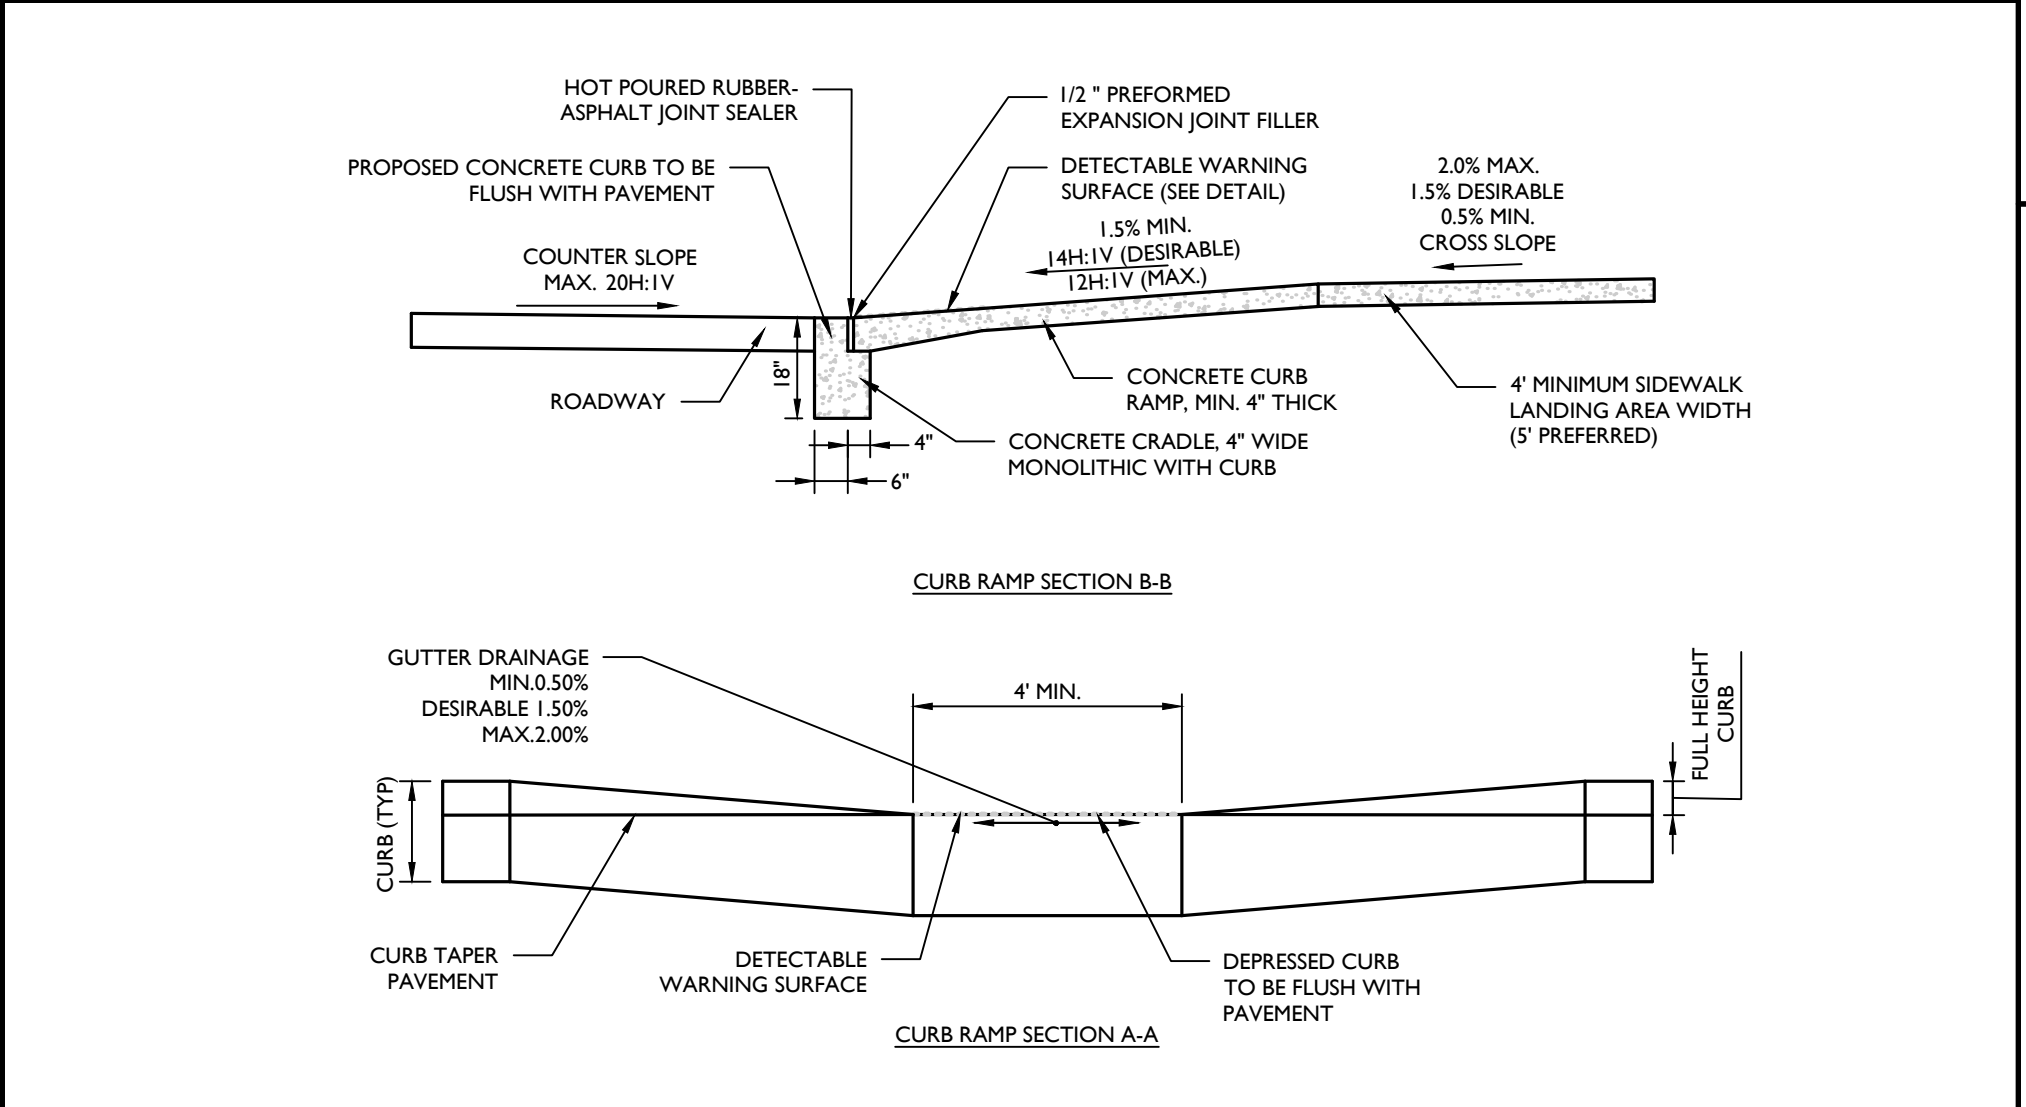 HOT POURED RUBBER-
ASPHALT JOINT SEALER
1/2 " PREFORMED
EXPANSION JOINT FILLER
PROPOSED CONCRETE CURB TO BE
FLUSH WITH PAVEMENT
DETECTABLE WARNING
SURFACE (SEE DETAIL)
2.0% MAX.
1.5% DESIRABLE
0.5% MIN.
CROSS SLOPE
1.5% MIN.
14H:1V (DESIRABLE)
12H:1V (MAX.)
COUNTER SLOPE
MAX. 20H:1V
18"
ROADWAY
CONCRETE CURB
RAMP, MIN. 4" THICK
4' MINIMUM SIDEWALK
LANDING AREA WIDTH
(5' PREFERRED)
4"
CONCRETE CRADLE, 4" WIDE
MONOLITHIC WITH CURB
6"
CURB RAMP SECTION B-B
GUTTER DRAINAGE
MIN.0.50%
DESIRABLE 1.50%
MAX.2.00%
4' MIN.
FULL HEIGHT
CURB
CURB (TYP)
CURB TAPER
PAVEMENT
DETECTABLE
WARNING SURFACE
DEPRESSED CURB
TO BE FLUSH WITH
PAVEMENT
CURB RAMP SECTION A-A